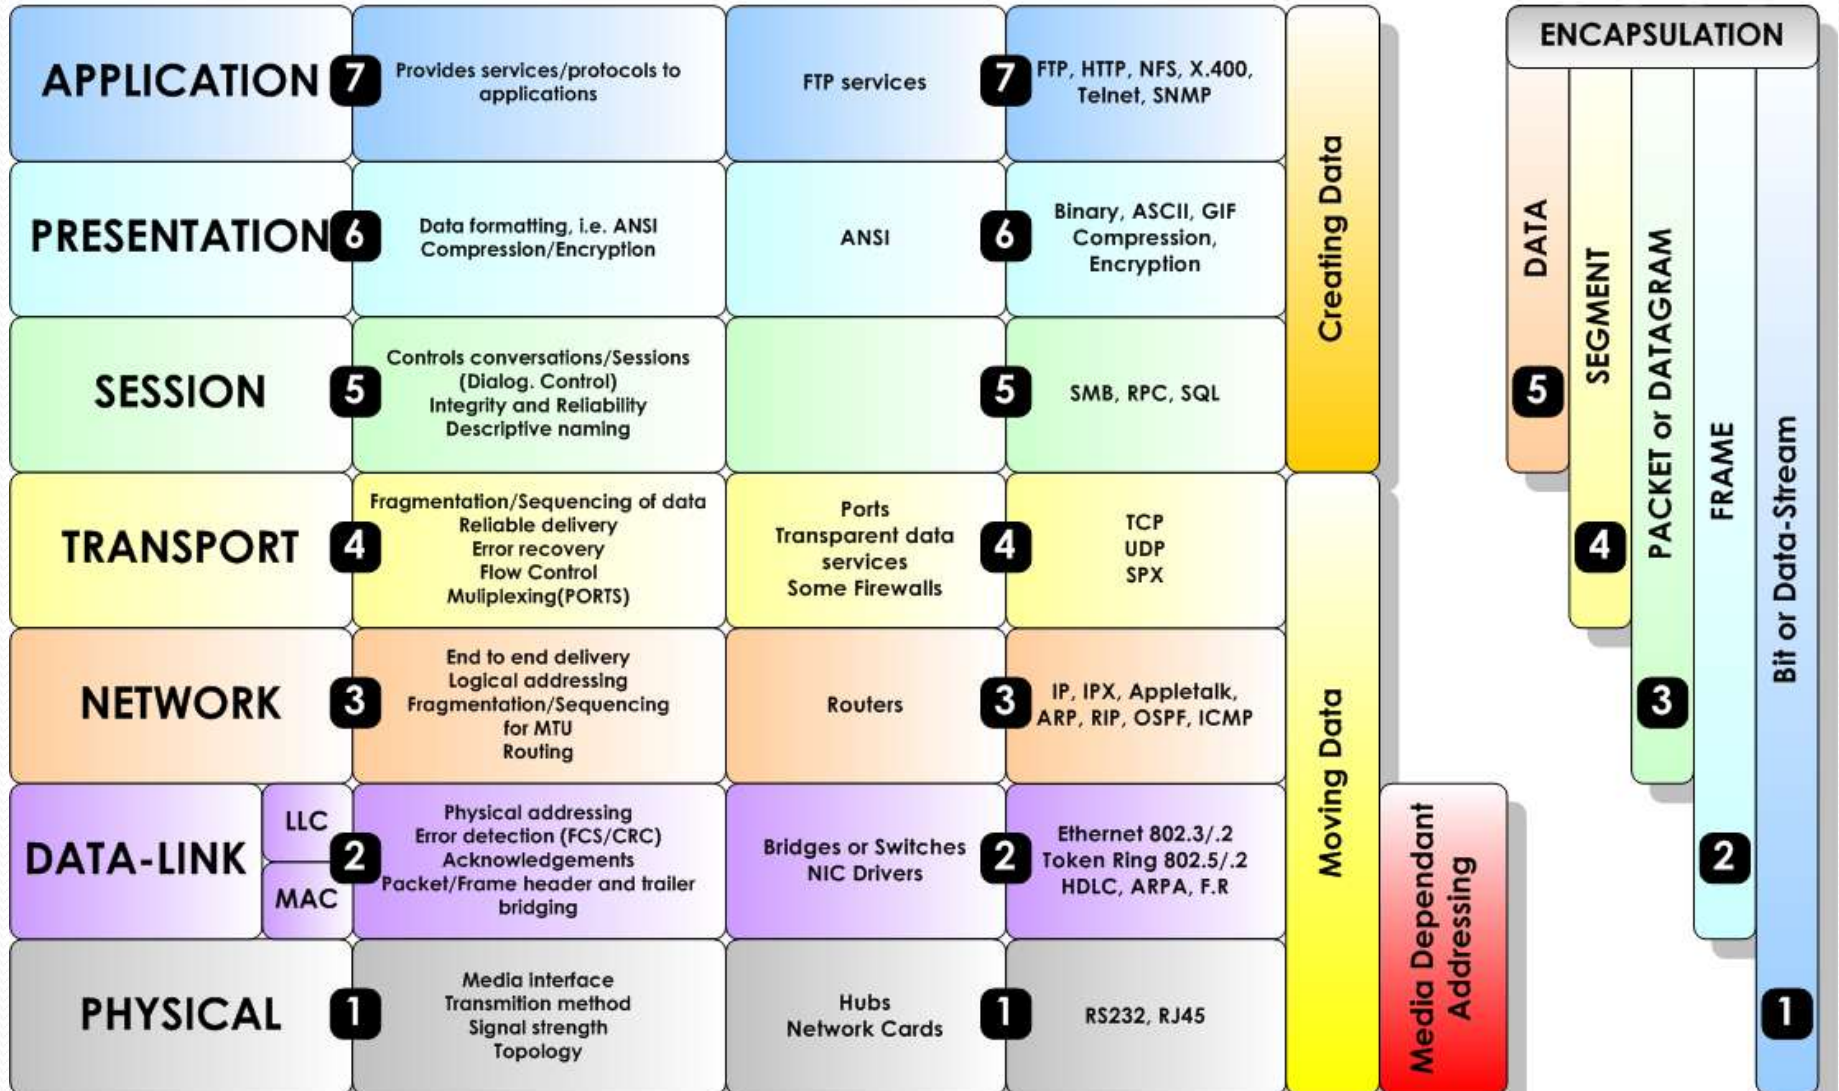 APPLICATION
7
Provides services/protocols to
applications
FTP services
7
FTP, HTTP, NFS, X.400,
Telnet, SNMP
PRESENTATION
6
Data formatting, i.e. ANSI
Compression/Encryption
ANSI
6
Binary, ASCII, GIF
Compression,
Encryption
SESSION
5
Controls conversations/Sessions
(Dialog. Control)
Integrity and Reliability
Descriptive naming
5
SMB, RPC, SQL
Creating Data
TRANSPORT
4
Fragmentation/Sequencing of data
Reliable delivery
Error recovery
Flow Control
Muliplexing(PORTS)
Ports
Transparent data
services
Some Firewalls
4
TCP
UDP
SPX
NETWORK
3
End to end delivery
Logical addressing
Fragmentation/Sequencing
for MTU
Routing
Routers
3
IP, IPX, Appletalk,
ARP, RIP, OSPF, ICMP
DATA-LINK
LLC
MAC
2
Physical addressing
Error detection (FCS/CRC)
Acknowledgements
Packet/Frame header and trailer
bridging
Bridges or Switches
NIC Drivers
2
Ethernet 802.3/.2
Token Ring 802.5/.2
HDLC, ARPA, F.R
PHYSICAL
1
Media interface
Transmition method
Signal strength
Topology
Hubs
Network Cards
1
RS232, RJ45
Moving Data
Media Dependant
Addressing
ENCAPSULATION
DATA
5
SEGMENT
4
PACKET or DATAGRAM
3
FRAME
2
Bit or Data-Stream
1